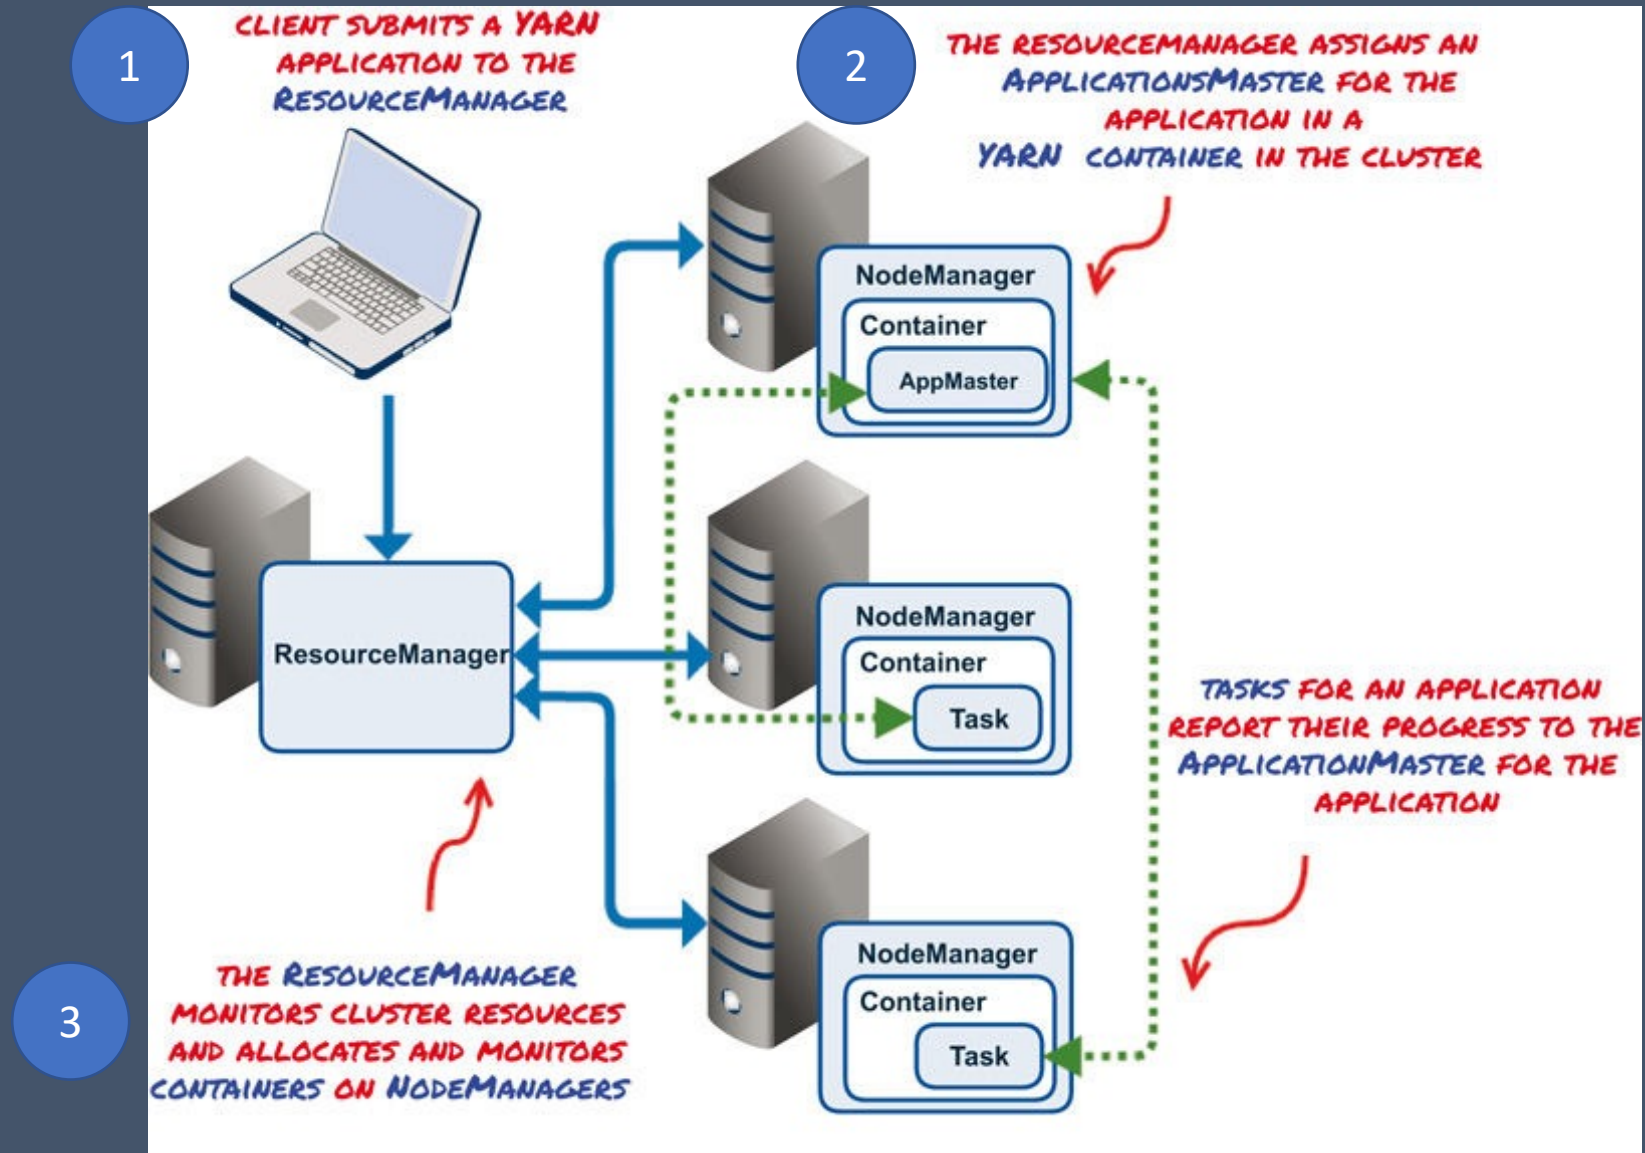 1
CLIENT SUBMITS A YARN
APPLICATION TO THE
RESOURCEMANAGER
2
THE RESOURCEMANAGER ASSIGNS AN
APPLICATIONSMASTER FOR THE
APPLICATION IN A
YARN CONTAINER IN THE CLUSTER
NodeManager
Container
AppMaster
ResourceManager
NodeManager
Container
Task
TASKS FOR AN APPLICATION
REPORT THEIR PROGRESS TO THE
APPLICATIONMASTER FOR THE
APPLICATION
NodeManager
Container
Task
3
THE RESOURCEMANAGER
MONITORS CLUSTER RESOURCES
AND ALLOCATES AND MONITORS
CONTAINERS ON NODEMANAGERS